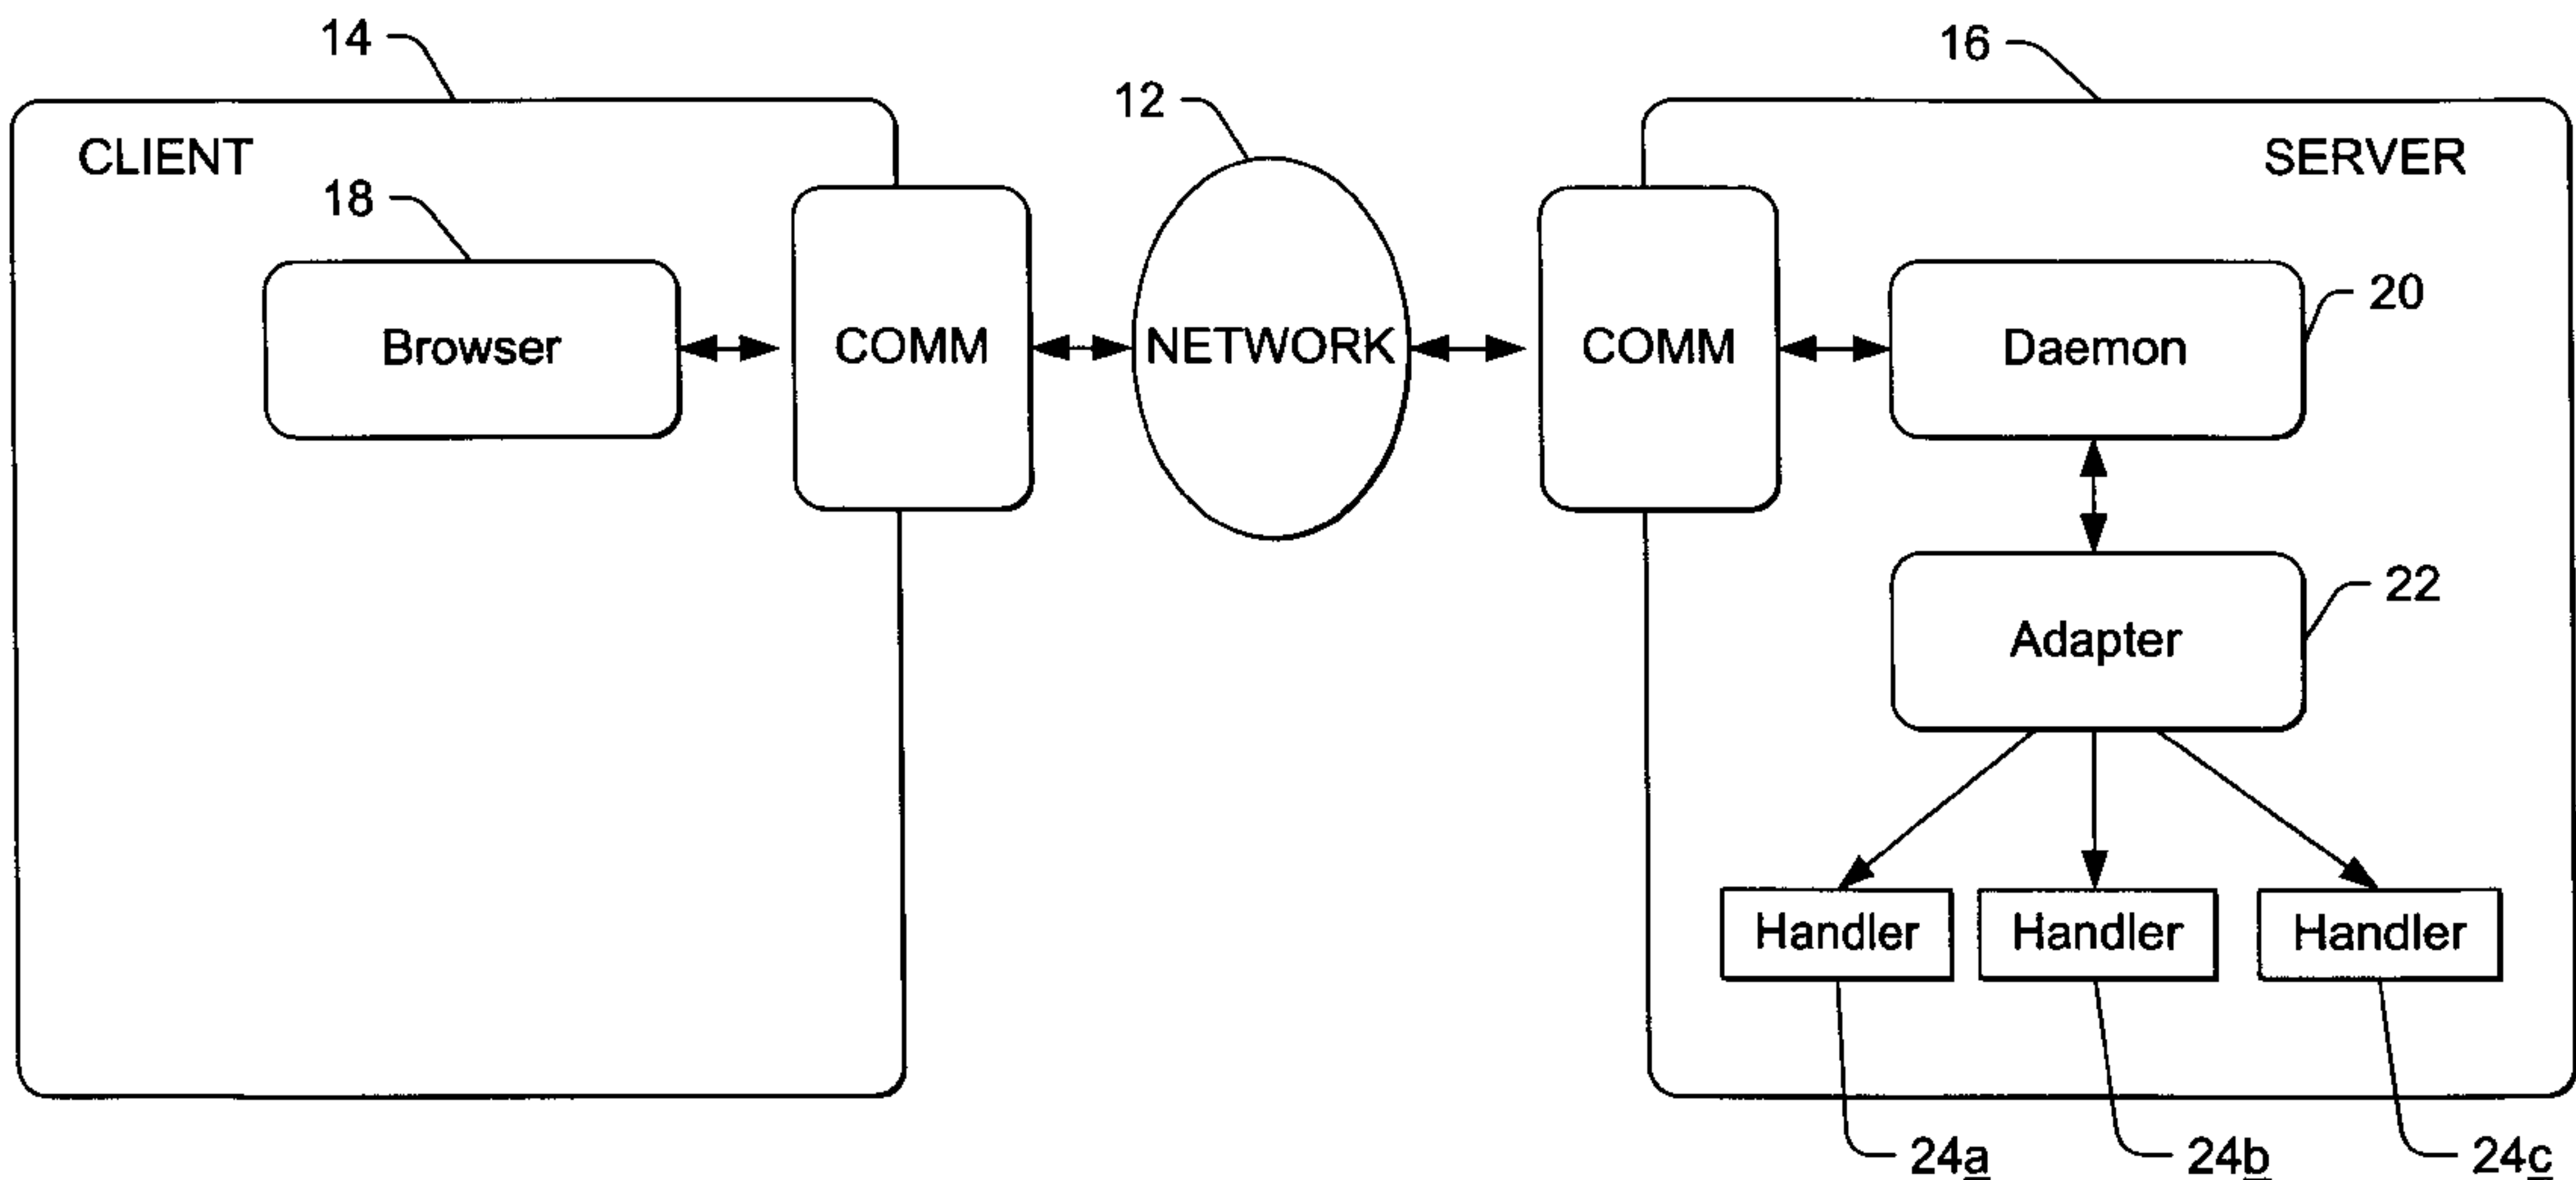 14
16
12
CLIENT
SERVER
18
20
Browser
COMM
NETWORK
COMM
Daemon
22
Adapter
Handler
Handler
Handler
24a
24b
24c